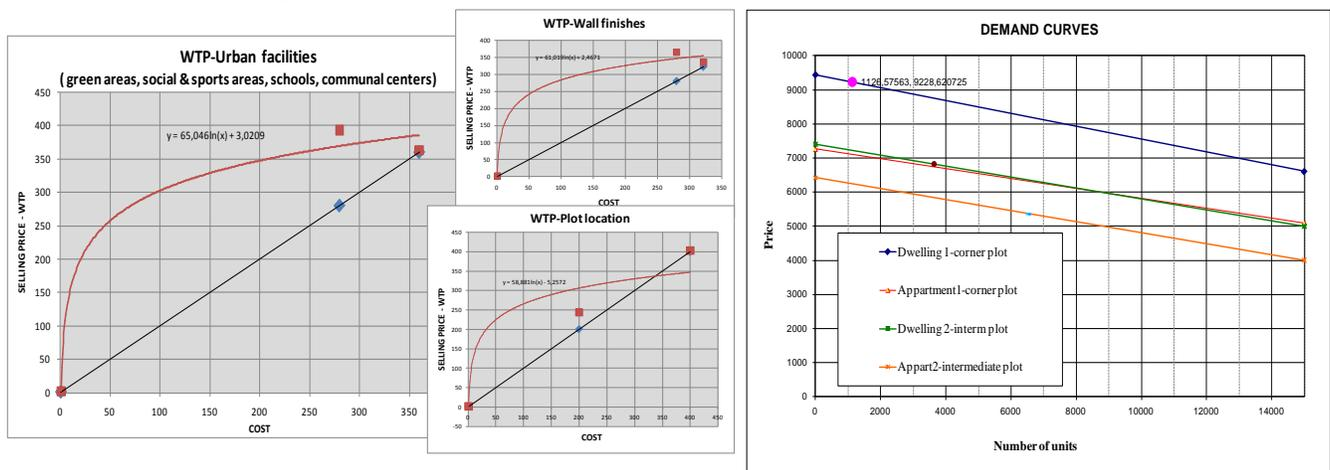 WTP-Urban facilities
( green areas, social & sports areas, schools, communal centers)
450
400
350
300
250
200
150
100
50
0
SELLING PRICE - WTP
y = 65,046ln(x) + 3,0209
0 50 100 150 200 250 300 350
COST
WTP-Wall finishes
400
350
300
250
200
150
100
50
0
SELLING PRICE - WTP
0 50 100 150 200 250 300 350
COST
WTP-Plot location
450
400
350
300
250
200
150
100
50
0
-50
SELLING PRICE - WTP
y = 58,881ln(x) - 5,2572
0 50 100 150 200 250 300 350 400 450
COST
DEMAND CURVES
10000
9000
8000
7000
6000
5000
4000
3000
2000
1000
0
Price
1126,57563, 9228,620725
Dwelling 1-corner plot
Appartment1-corner plot
Dwelling 2-interm plot
Appart2-intermediate plot
0 2000 4000 6000 8000 10000 12000 14000
Number of units